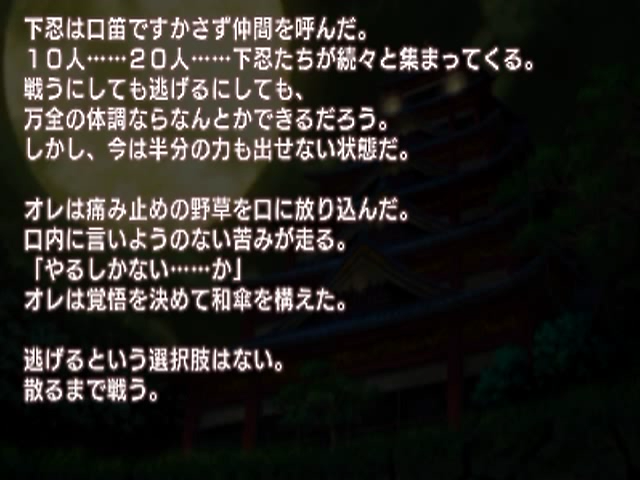 下忍は口笛ですかさず仲間を呼んだ。
１０人……２０人……下忍たちが続々と集まってくる。
戦うにしても逃げるにしても、
万全の体調ならなんとかできるだろう。
しかし、今は半分の力も出せない状態だ。
オレは痛み止めの野草を口に放り込んだ。
口内に言いようのない苦みが走る。
「やるしかない……か」
オレは覚悟を決めて和傘を構えた。
逃げるという選択肢はない。
散るまで戦う。